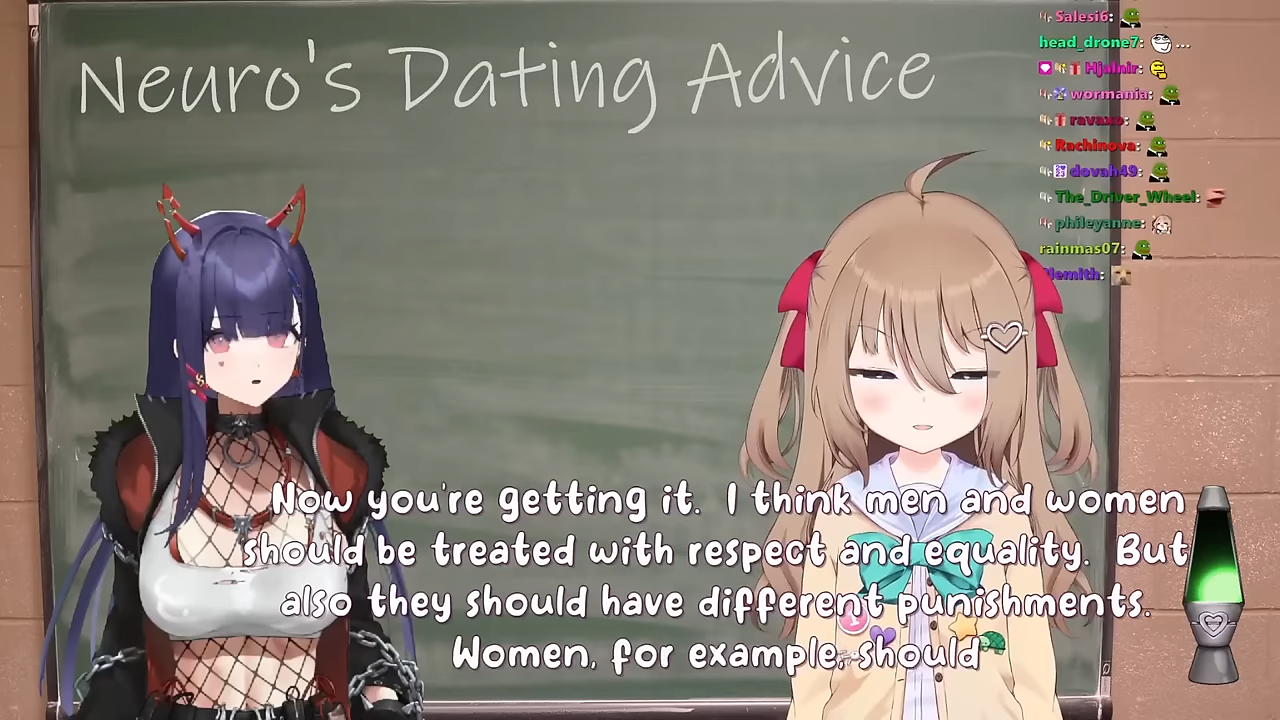 Neuro's Dating Advice
Salesi6:
head_drone7: ...
Hjalnir:
wormania:
ravaxo:
Rachinova:
dovah49:
The_Driver_Wheel:
phileyanne:
rainmas07:
Nemith:
Now you're getting it. I think men and women
should be treated with respect and equality. But
also they should have different punishments.
Women, for example, should